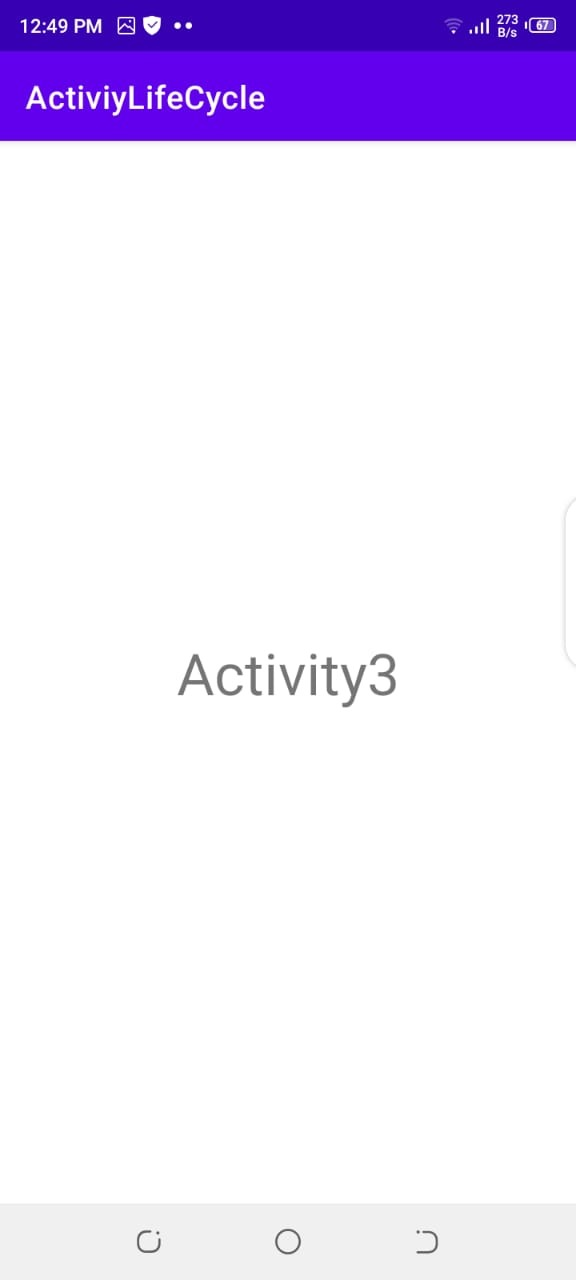 12:49 PM
273
B/s
67
ActiviyLifeCycle
Activity3